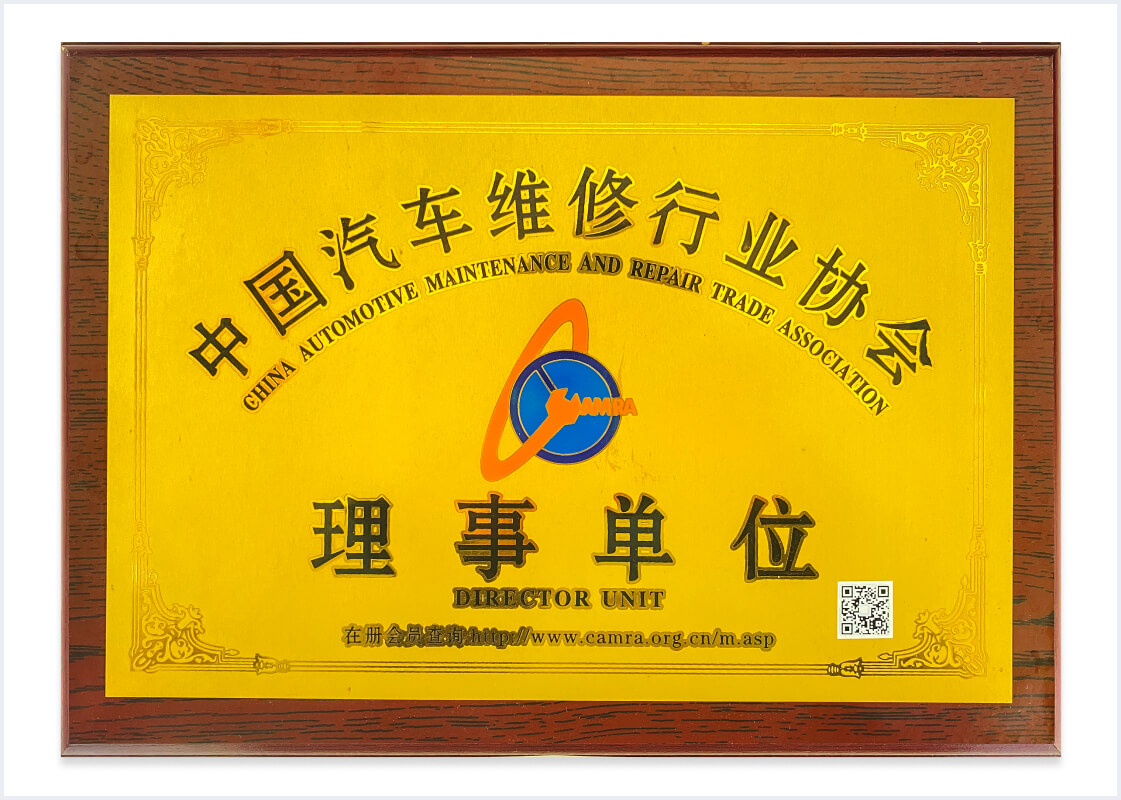 中国汽车维修行业协会
CHINA AUTOMOTIVE MAINTENANCE AND REPAIR TRADE ASSOCIATION
CAMRA
理事单位
DIRECTOR UNIT
在册会员查询:http://www.camra.org.cn/m.asp